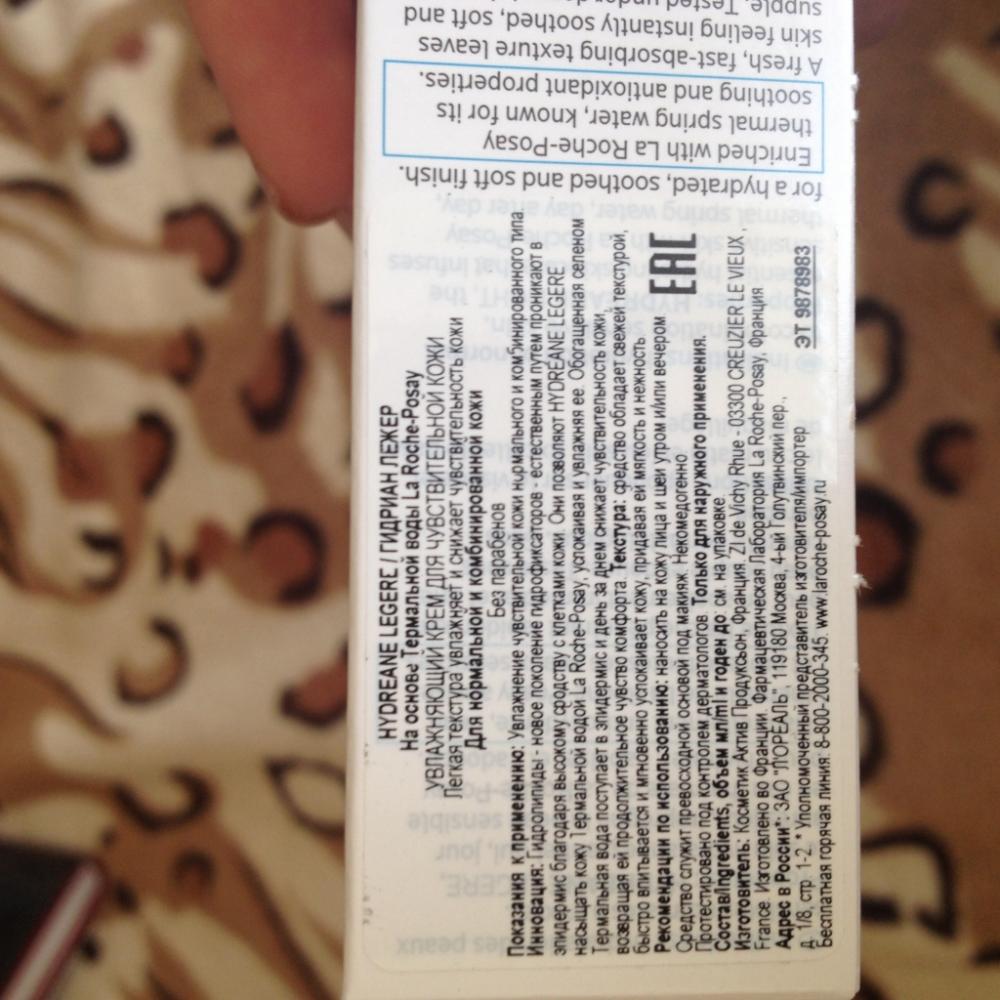 HYDREANE LEGERE / ГИДРИАН ЛЕЖЕР
На основе Термальной воды La Roche-Posay
УВЛАЖНЯЮЩИЙ КРЕМ ДЛЯ ЧУВСТВИТЕЛЬНОЙ КОЖИ
Легкая текстура увлажняет и снижает чувствительность кожи
Для нормальной и комбинированной кожи
Без парабенов
Показания к применению: Увлажнение чувствительной кожи нормального и комбинированного типа.
Инновация: Гидролипиды - новое поколение гидрофиксаторов - естественным путем проникают в
эпидермис благодаря высокому сродству с клетками кожи. Они позволяют HYDREANE LEGERE
насыщать кожу Термальной водой La Roche-Posay, успокаивая и увлажняя ее. Обогащенная селеном
Термальная вода поступает в эпидермис и день за днем снижает чувствительность кожи,
возвращая ей продолжительное чувство комфорта. Текстура: средство обладает свежей текстурой,
быстро впитывается и мгновенно успокаивает кожу, придавая ей мягкость и нежность
Рекомендации по использованию: наносить на кожу лица и шеи утром и/или вечером
Средство служит превосходной основой под макияж. Некомедогенно.
Протестировано под контролем дерматологов. Только для наружного применения.
Состав/Ingredients, объем мл/ml и годен до: см. на упаковке.
Изготовитель: Косметик Актив Продуксьон, Франция, ZI de Vichy Rhue - 03300 CREUZIER LE VIEUX,
France. Изготовлено во Франции. Фармацевтическая Лаборатория La Roche-Posay, Франция
Адрес в России*: ЗАО "ЛОРЕАЛЬ", 119180 Москва, 4-ый Голутвинский пер.,
д. 1/8, стр. 1-2. * Уполномоченный представитель изготовителя/импортер
Бесплатная горячая линия: 8-800-2000-345. www.laroche-posay.ru
EAC
ЭТ 9878983
for a hydrated, soothed and soft finish.
Enriched with La Roche-Posay
thermal spring water, known for its
soothing and antioxidant properties.
A fresh, fast-absorbing texture leaves
skin feeling instantly soothed, soft and
supple. Tested under